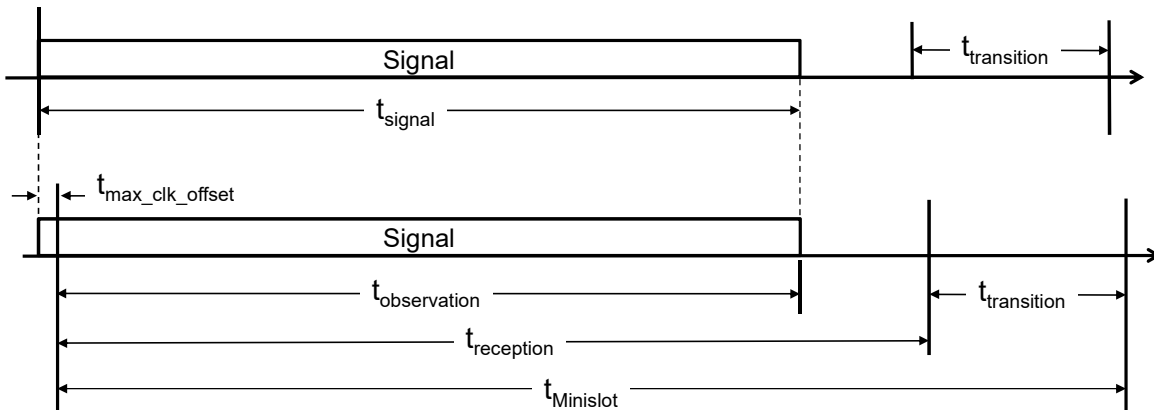 Signal
t_transition
t_signal
t_max_clk_offset
Signal
t_observation
t_transition
t_reception
t_Minislot